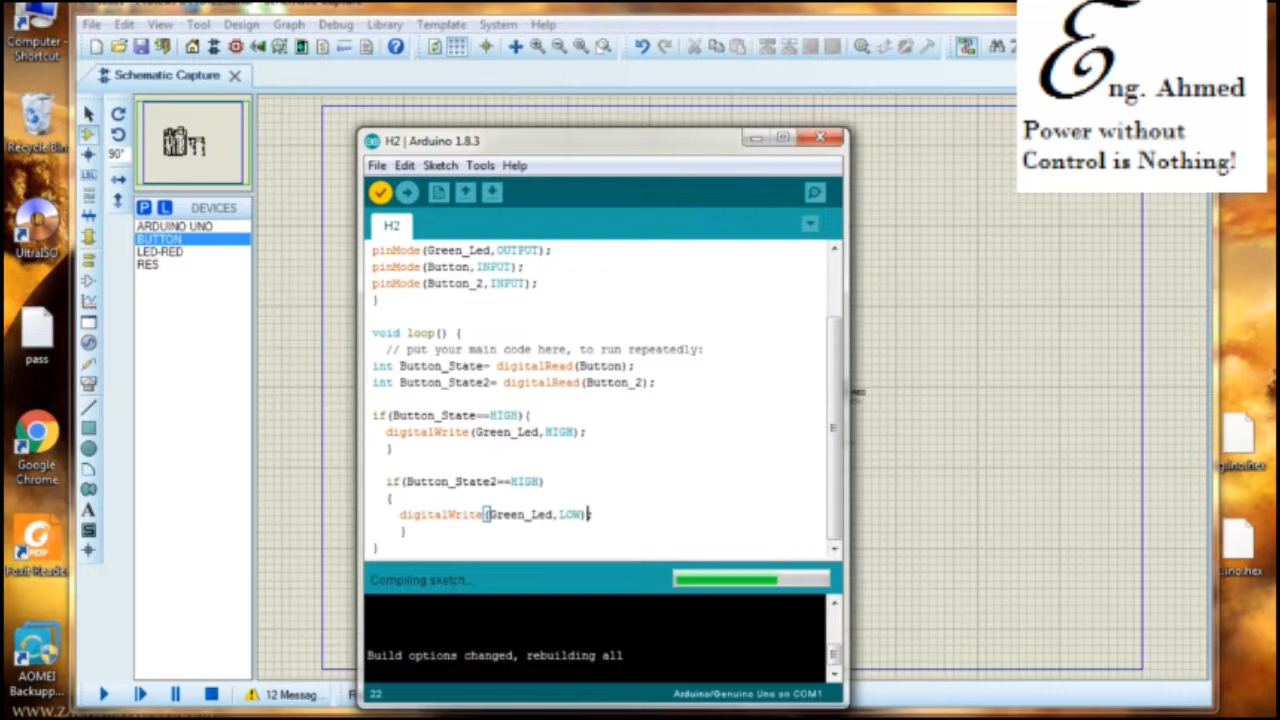 Computer -
Shortcut
Recycle Bin
UltraISO
pass
Google
Chrome
Foxit Reader
AOMEI
Backupp...
File Edit View Tool Design Graph Debug Library Template System Help
Schematic Capture
90°
LBL
A
S
P L DEVICES
ARDUINO UNO
BUTTON
LED-RED
RES
H2 | Arduino 1.8.3
File Edit Sketch Tools Help
H2
pinMode(Green_Led,OUTPUT);
pinMode(Button,INPUT);
pinMode(Button_2,INPUT);
}
void loop() {
// put your main code here, to run repeatedly:
int Button_State= digitalRead(Button);
int Button_State2= digitalRead(Button_2);
if(Button_State==HIGH){
digitalWrite(Green_Led,HIGH);
}
if(Button_State2==HIGH)
{
digitalWrite(Green_Led,LOW);
}
}
Compiling sketch...
Build options changed, rebuilding all
22 Arduino/Genuino Uno on COM1
12 Messag...
Eng. Ahmed
Power without
Control is Nothing!